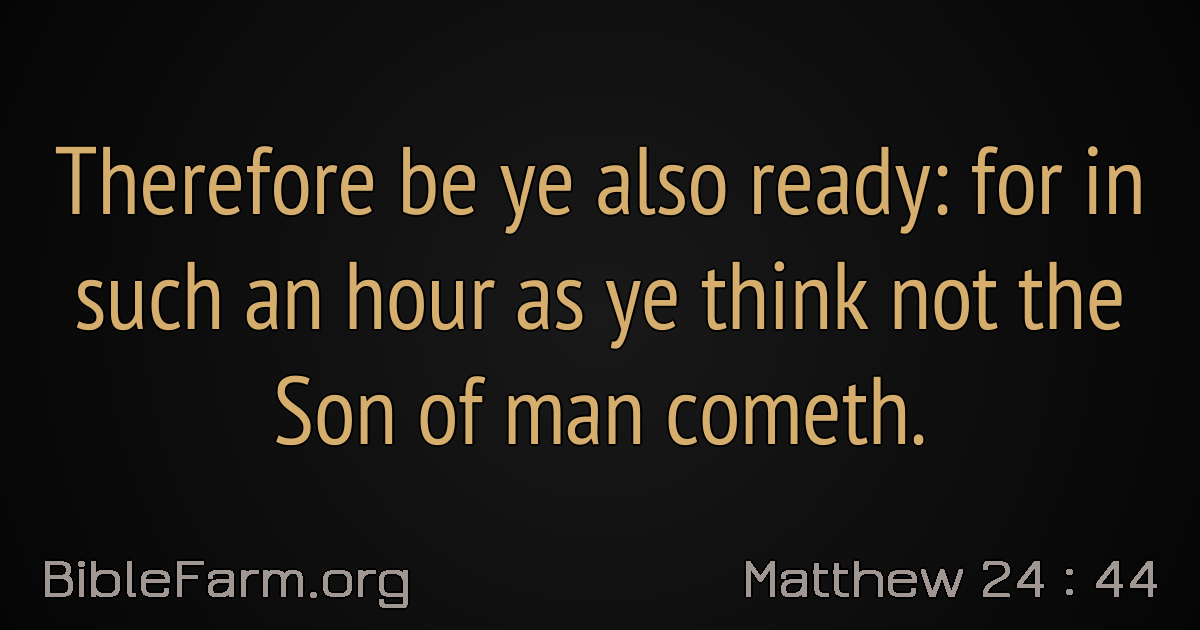 Therefore be ye also ready: for in
such an hour as ye think not the
Son of man cometh.
BibleFarm.org
Matthew 24 : 44